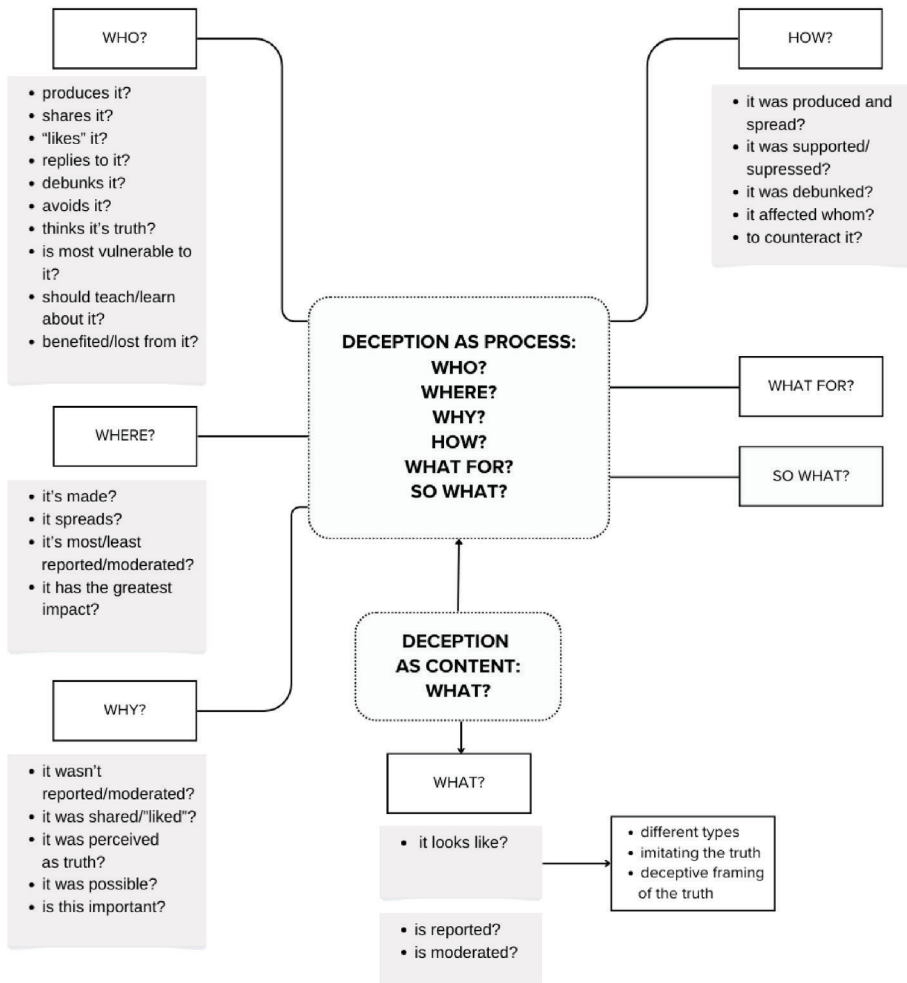 WHO?
• produces it?
• shares it?
• “likes” it?
• replies to it?
• debunks it?
• avoids it?
• thinks it’s truth?
• is most vulnerable to
it?
• should teach/learn
about it?
• benefited/lost from it?
WHERE?
• it’s made?
• it spreads?
• it’s most/least
reported/moderated?
• it has the greatest
impact?
WHY?
• it wasn’t
reported/moderated?
• it was shared/”liked”?
• it was perceived
as truth?
• it was possible?
• is this important?
DECEPTION AS PROCESS:
WHO?
WHERE?
WHY?
HOW?
WHAT FOR?
SO WHAT?
DECEPTION
AS CONTENT:
WHAT?
WHAT?
• it looks like?
• is reported?
• is moderated?
• different types
• imitating the truth
• deceptive framing
of the truth
HOW?
• it was produced and
spread?
• it was supported/
supressed?
• it was debunked?
• it affected whom?
• to counteract it?
WHAT FOR?
SO WHAT?